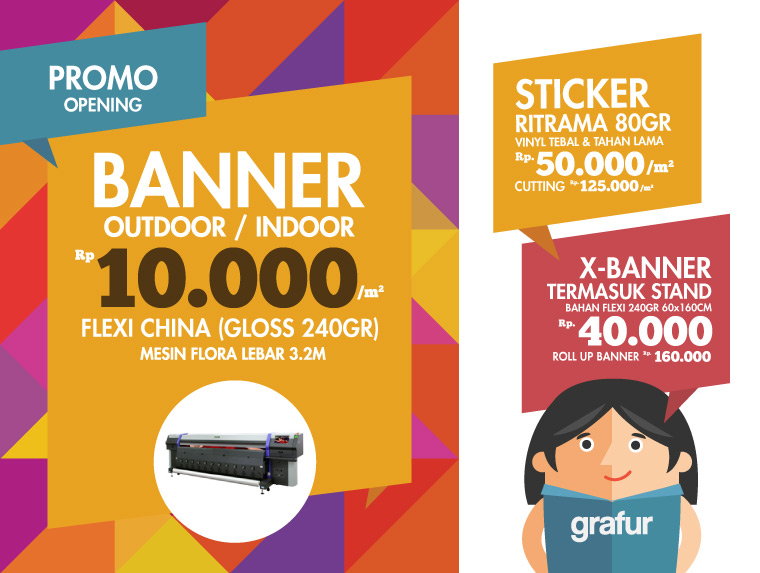 PROMO
OPENING
BANNER
OUTDOOR / INDOOR
Rp 10.000/m²
FLEXI CHINA (GLOSS 240GR)
MESIN FLORA LEBAR 3.2M
STICKER
RITRAMA 80GR
VINYL TEBAL & TAHAN LAMA
Rp. 50.000/m²
CUTTING Rp. 125.000/m²
X-BANNER
TERMASUK STAND
BAHAN FLEXI 240GR 60x160CM
Rp. 40.000
ROLL UP BANNER Rp. 160.000
grafur